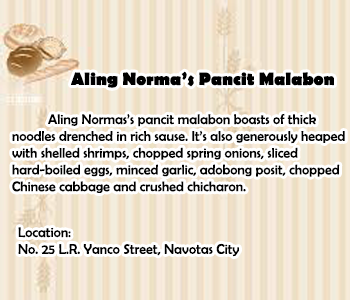 Aling Norma's Pancit Malabon
Aling Normas's pancit malabon boasts of thick
noodles drenched in rich sause. It's also generously heaped
with shelled shrimps, chopped spring onions, sliced
hard-boiled eggs, minced garlic, adobong posit, chopped
Chinese cabbage and crushed chicharon.
Location:
No. 25 L.R. Yanco Street, Navotas City